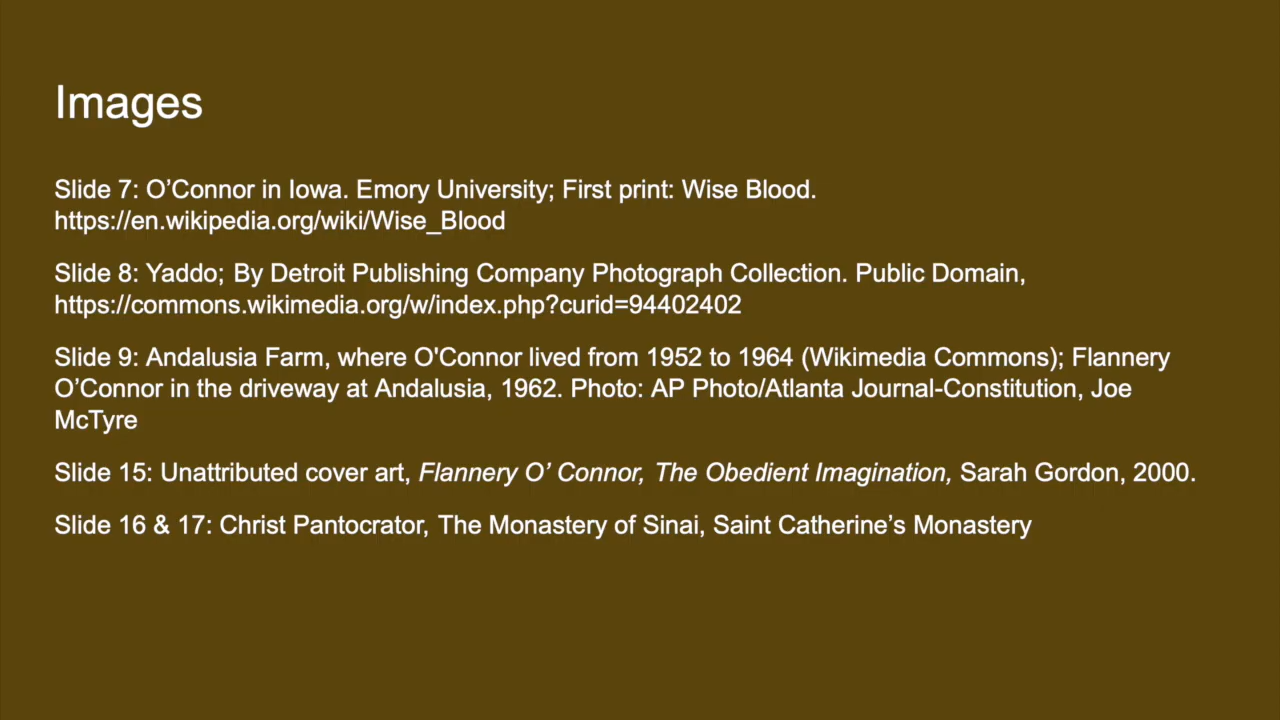 Images
Slide 7: O’Connor in Iowa. Emory University; First print: Wise Blood.
https://en.wikipedia.org/wiki/Wise_Blood
Slide 8: Yaddo; By Detroit Publishing Company Photograph Collection. Public Domain,
https://commons.wikimedia.org/w/index.php?curid=94402402
Slide 9: Andalusia Farm, where O'Connor lived from 1952 to 1964 (Wikimedia Commons); Flannery
O’Connor in the driveway at Andalusia, 1962. Photo: AP Photo/Atlanta Journal-Constitution, Joe
McTyre
Slide 15: Unattributed cover art, Flannery O’ Connor, The Obedient Imagination, Sarah Gordon, 2000.
Slide 16 & 17: Christ Pantocrator, The Monastery of Sinai, Saint Catherine’s Monastery